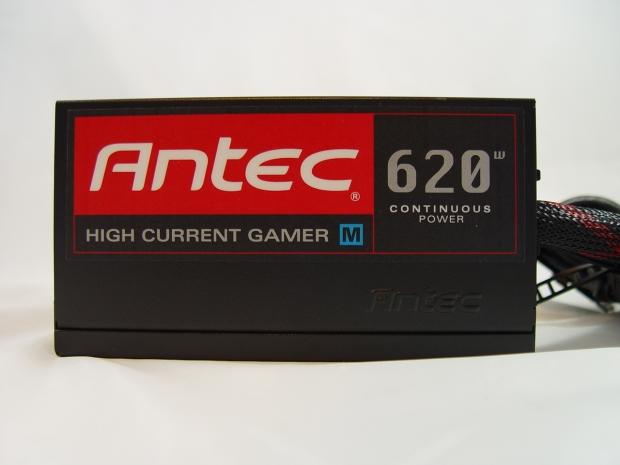 Antec®
HIGH CURRENT GAMER M
620W
CONTINUOUS
POWER
Antec